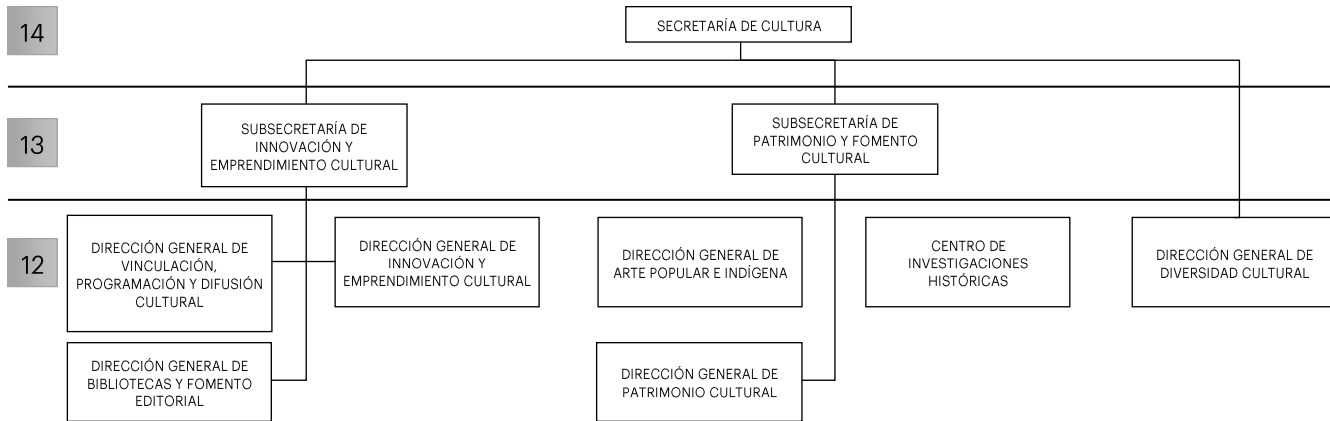 14
SECRETARÍA DE CULTURA
13
SUBSECRETARÍA DE
INNOVACIÓN Y
EMPRENDIMIENTO CULTURAL
SUBSECRETARÍA DE
PATRIMONIO Y FOMENTO
CULTURAL
12
DIRECCIÓN GENERAL DE
VINCULACIÓN,
PROGRAMACIÓN Y DIFUSIÓN
CULTURAL
DIRECCIÓN GENERAL DE
INNOVACIÓN Y
EMPRENDIMIENTO CULTURAL
DIRECCIÓN GENERAL DE
ARTE POPULAR E INDÍGENA
CENTRO DE
INVESTIGACIONES
HISTÓRICAS
DIRECCIÓN GENERAL DE
DIVERSIDAD CULTURAL
DIRECCIÓN GENERAL DE
BIBLIOTECAS Y FOMENTO
EDITORIAL
DIRECCIÓN GENERAL DE
PATRIMONIO CULTURAL